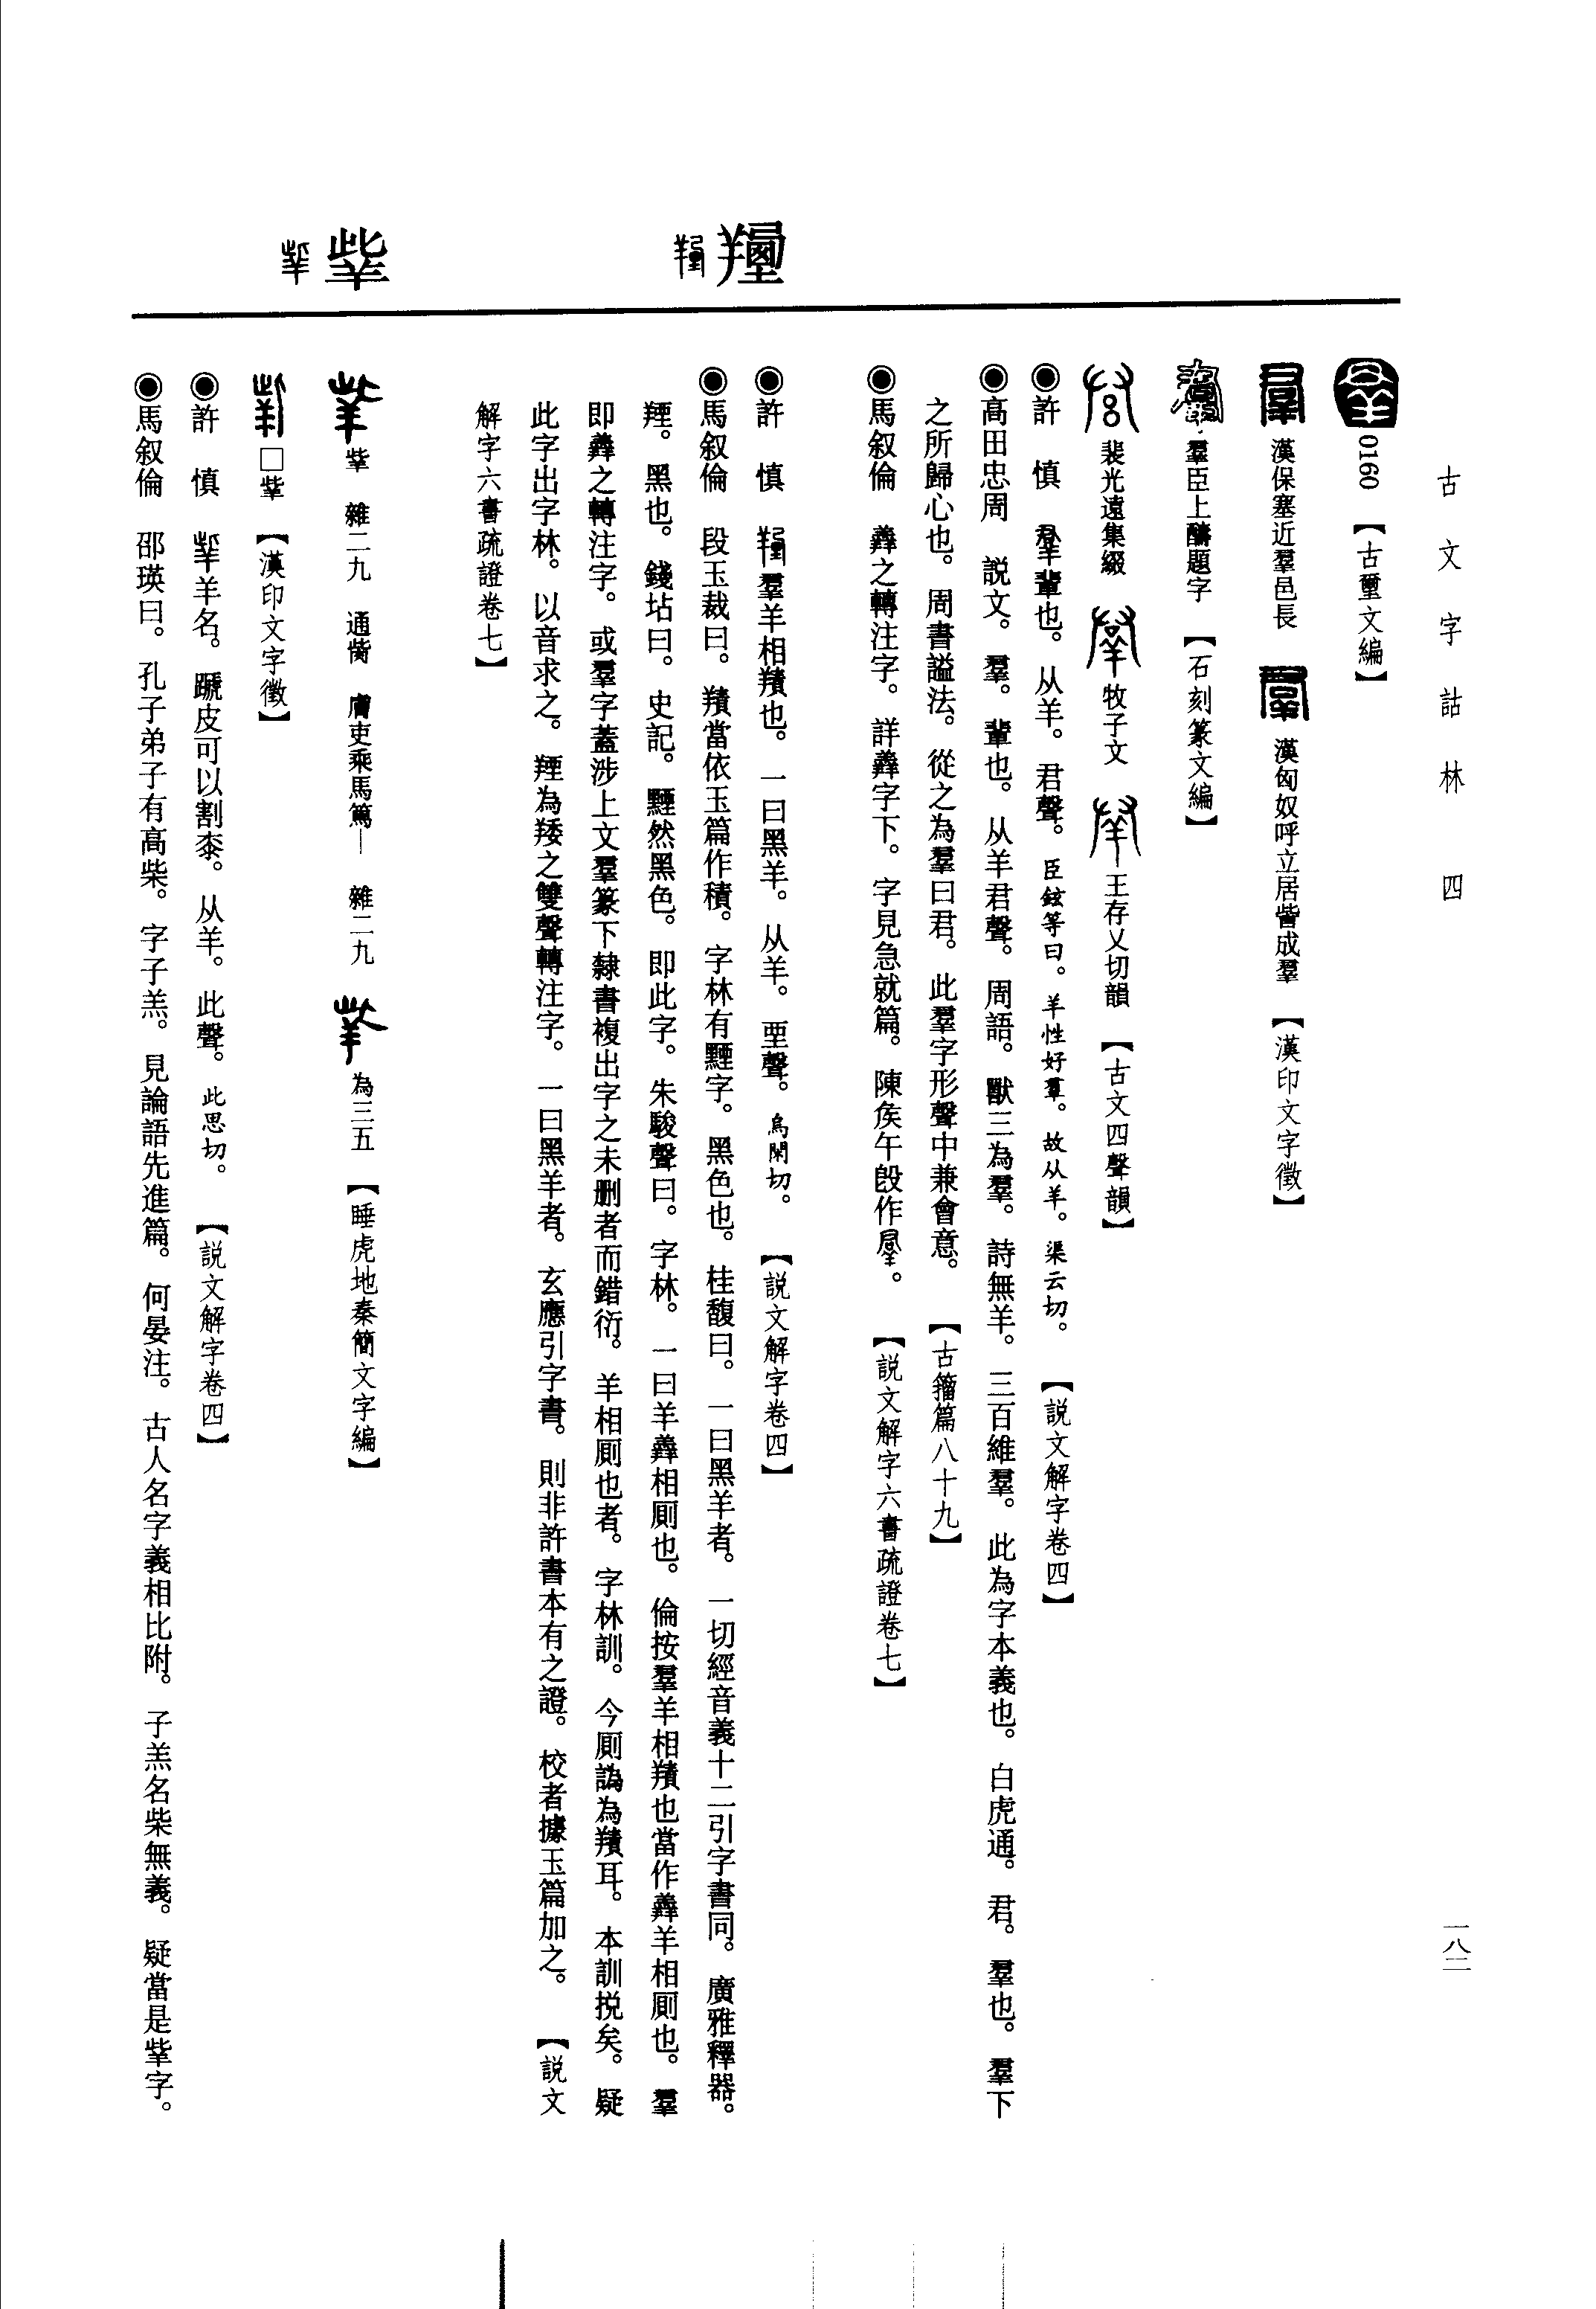 古文字詁林 四
一八二
羥
𦍧
0160 【古璽文編】
漢保塞近羣邑長 漢匈奴呼立居訾成羣 【漢印文字徵】
羣臣上醻題字 【石刻篆文編】
裴光遠集綴 牧子文 王存乂切韻 【古文四聲韻】
◉許 慎 羣輩也。从羊。君聲。臣鉉等曰。羊性好羣。故从羊。渠云切。 【説文解字卷四】
◉高田忠周 説文。羣。輩也。从羊君聲。周語。獸三為羣。詩無羊。三百維羣。此為字本義也。白虎通。君。羣也。羣下
之所歸心也。周書謚法。從之為羣曰君。此羣字形聲中兼會意。 【古籀篇八十九】
◉馬叙倫 羴之轉注字。詳羴字下。字見急就篇。陳矦午𣪘作。 【説文解字六書疏證卷七】
◉許 慎 羣羊相羵也。一曰黑羊。从羊。垔聲。烏閑切。 【説文解字卷四】
◉馬叙倫 段玉裁曰。當依玉篇作積。字林有黫字。黑色也。桂馥曰。一曰黑羊者。一切經音義十二引字書同。廣雅釋器。
羥。黑也。錢坫曰。史記。黫然黑色。即此字。朱駿聲曰。字林。一曰羊羴相厠也。倫按羣羊相也當作羴羊相厠也。羣
即羴之轉注字。或羣字蓋涉上文羣篆下隸書複出字之未删者而錯衍。羊相厠也者。字林訓。今厠譌為耳。本訓挩矣。疑
此字出字林。以音求之。為矮之雙聲轉注字。一曰黑羊者。玄應引字書。則非許書本有之證。校者據玉篇加之。 【説文
解字六書疏證卷七】
雜二九 通胔 膚吏乘馬篤— 雜二九 為三五 【睡虎地秦簡文字編】
□ 【漢印文字徵】
◉許 慎 羊名。蹏皮可以割桼。从羊。此聲。此思切。 【説文解字卷四】
◉馬叙倫 邵瑛曰。孔子弟子有高柴。字子羔。見論語先進篇。何晏注。古人名字義相比附。子羔名柴無義。疑當是字。